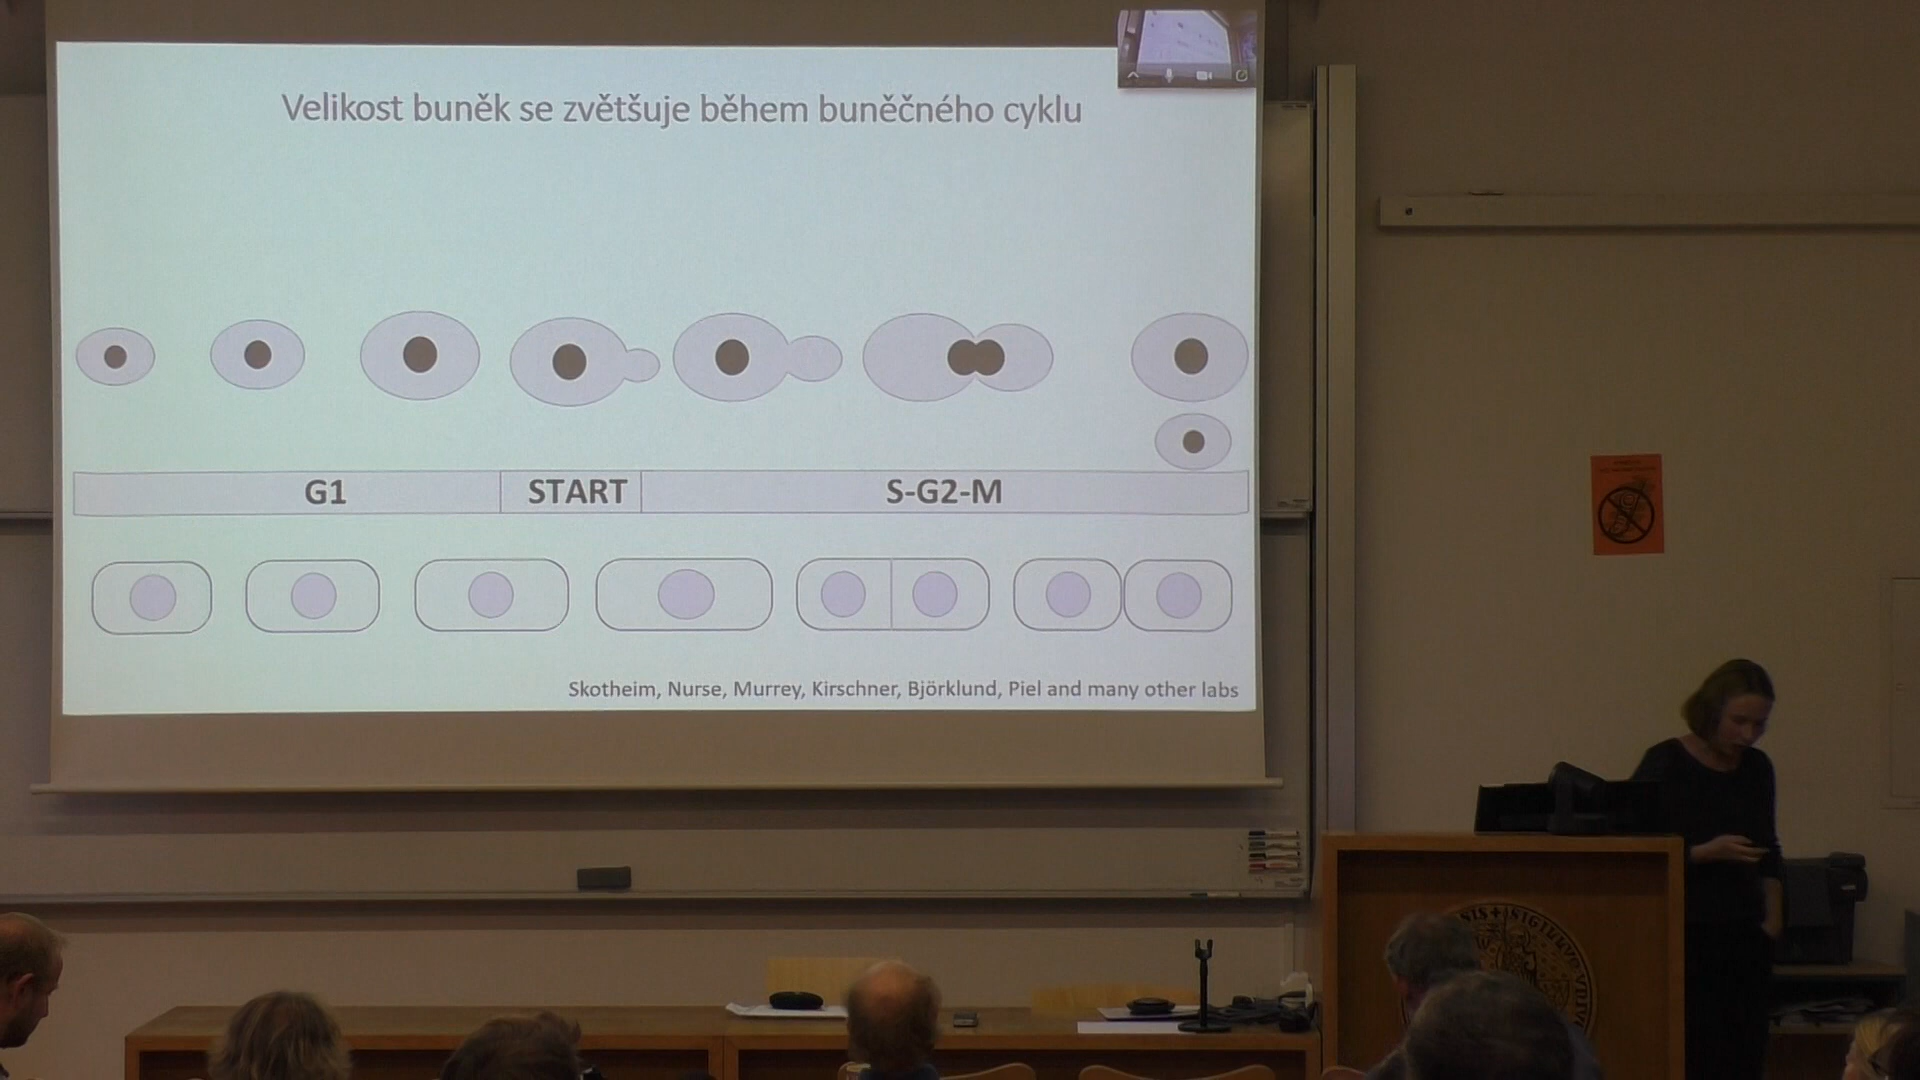 Velikost buněk se zvětšuje během buněčného cyklu
G1 START S-G2-M
Skotheim, Nurse, Murrey, Kirschner, Björklund, Piel and many other labs